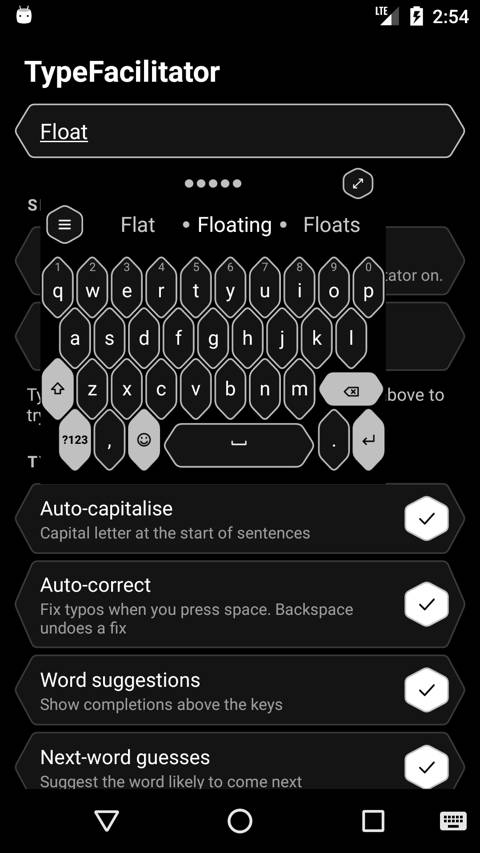 LTE 2:54
TypeFacilitator
Float
Flat • Floating • Floats
1 2 3 4 5 6 7 8 9 0
q w e r t y u i o p
ator on.
a s d f g h j k l
z x c v b n m
bove to
?123 , .
Auto-capitalise
Capital letter at the start of sentences
Auto-correct
Fix typos when you press space. Backspace
undoes a fix
Word suggestions
Show completions above the keys
Next-word guesses
Suggest the word likely to come next